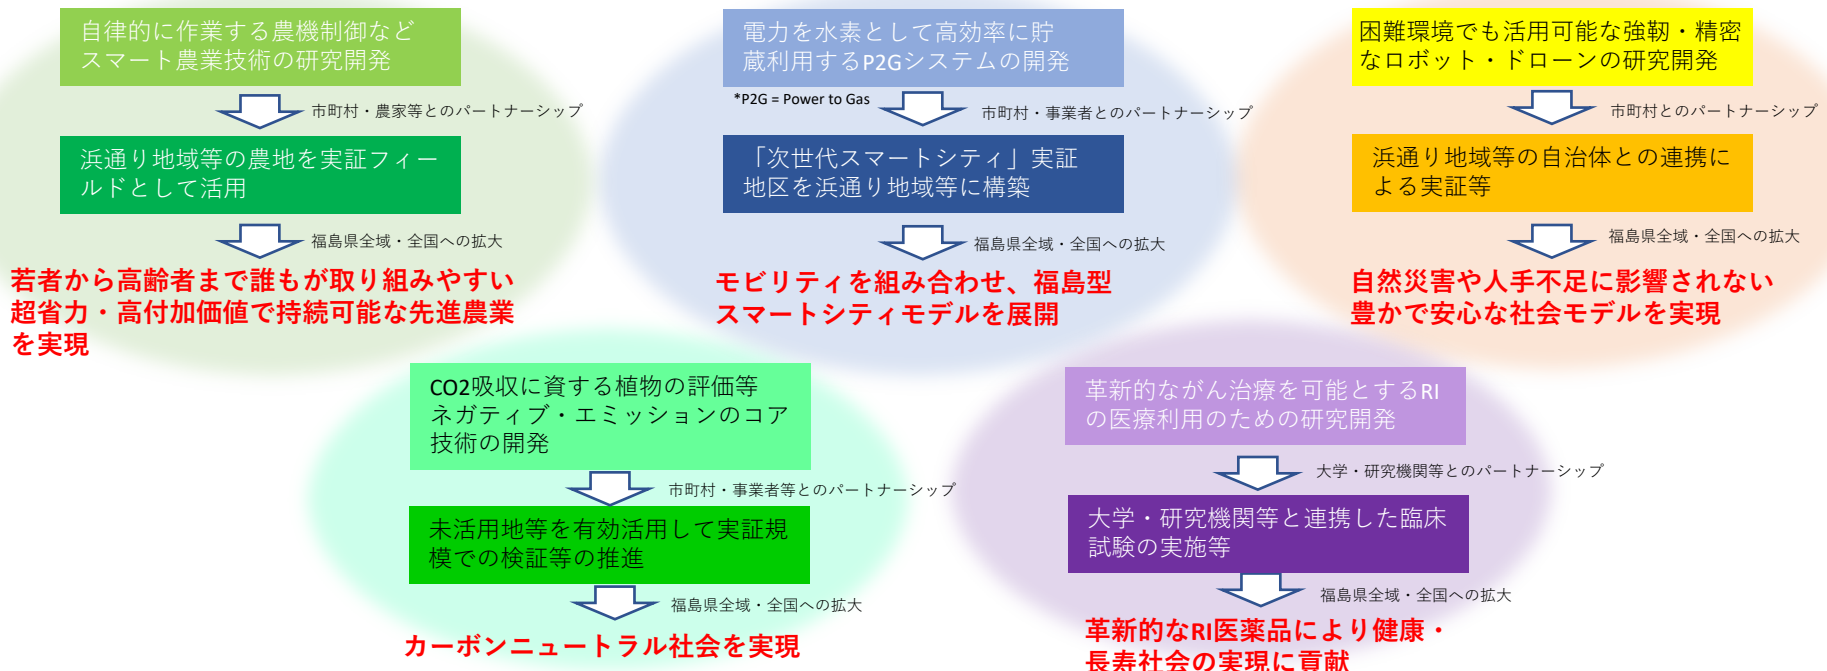 自律的に作業する農機制御など
スマート農業技術の研究開発
市町村・農家等とのパートナーシップ
浜通り地域等の農地を実証フィー
ルドとして活用
福島県全域・全国への拡大
若者から高齢者まで誰もが取り組みやすい
超省力・高付加価値で持続可能な先進農業
を実現
電力を水素として高効率に貯
蔵利用するP2Gシステムの開発
*P2G = Power to Gas
市町村・事業者とのパートナーシップ
「次世代スマートシティ」実証
地区を浜通り地域等に構築
福島県全域・全国への拡大
モビリティを組み合わせ、福島型
スマートシティモデルを展開
困難環境でも活用可能な強靭・精密
なロボット・ドローンの研究開発
市町村とのパートナーシップ
浜通り地域等の自治体との連携に
よる実証等
福島県全域・全国への拡大
自然災害や人手不足に影響されない
豊かで安心な社会モデルを実現
CO2吸収に資する植物の評価等
ネガティブ・エミッションのコア
技術の開発
市町村・事業者等とのパートナーシップ
未活用地等を有効活用して実証規
模での検証等の推進
福島県全域・全国への拡大
カーボンニュートラル社会を実現
革新的ながん治療を可能とするRI
の医療利用のための研究開発
大学・研究機関等とのパートナーシップ
大学・研究機関等と連携した臨床
試験の実施等
福島県全域・全国への拡大
革新的なRI医薬品により健康・
長寿社会の実現に貢献